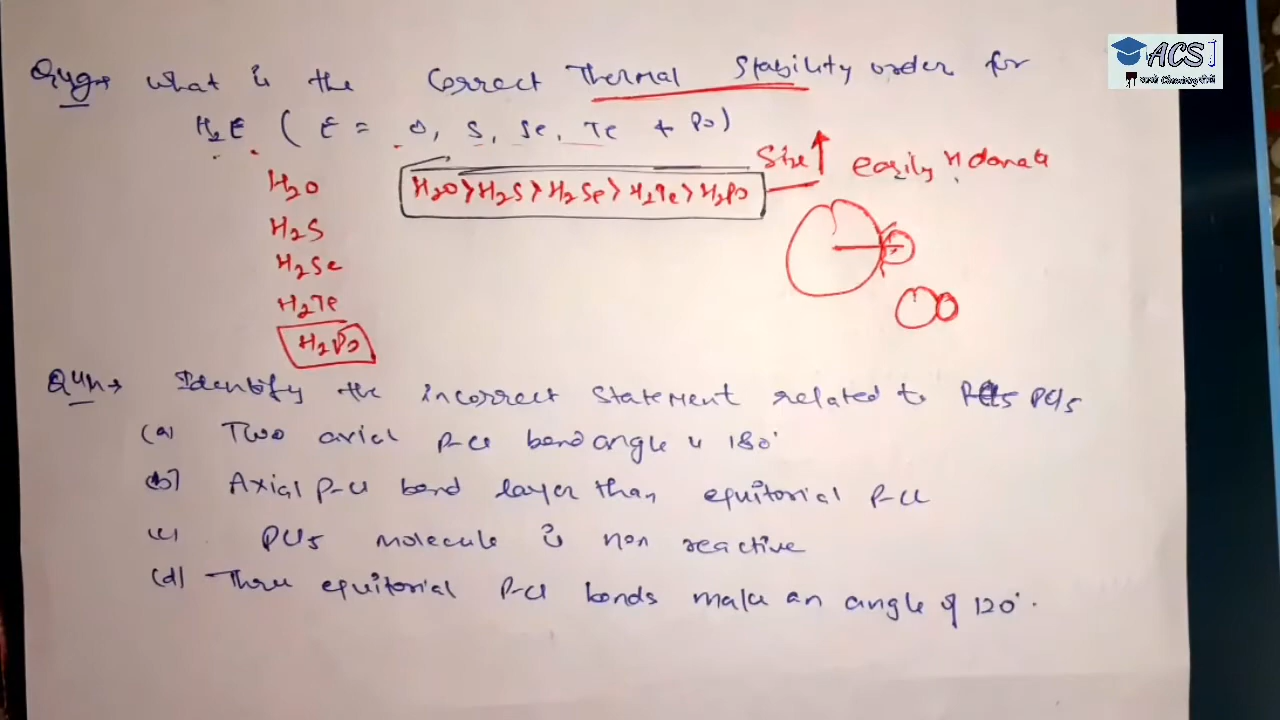 Q43→ What is the Correct Thermal Stability order for
H2E ( E = O, S, Se, Te + Po)
Size ↑ easily H donate
H2O
H2O > H2S > H2Se > H2Te > H2Po
H2S
H2Se
H2Te
H2Po
Q44→ Identify the incorrect statement related to PCl5
(a) Two axial P-Cl bond angle is 180°
(b) Axial P-Cl bond layer than equitorial P-Cl
(c) PCl5 molecule is non reactive
(d) Three equitorial P-Cl bonds make an angle of 120°.
ACS